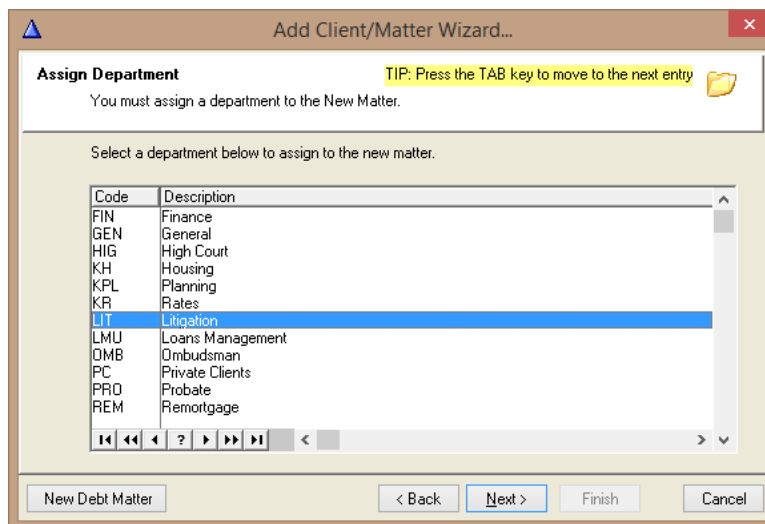 Add Client/Matter Wizard...
Assign Department
TIP: Press the TAB key to move to the next entry
You must assign a department to the New Matter.
Select a department below to assign to the new matter.
Code Description
FIN Finance
GEN General
HIG High Court
KH Housing
KPL Planning
KR Rates
LIT Litigation
LMU Loans Management
OMB Ombudsman
PC Private Clients
PRO Probate
REM Remortgage
?
New Debt Matter < Back Next > Finish Cancel